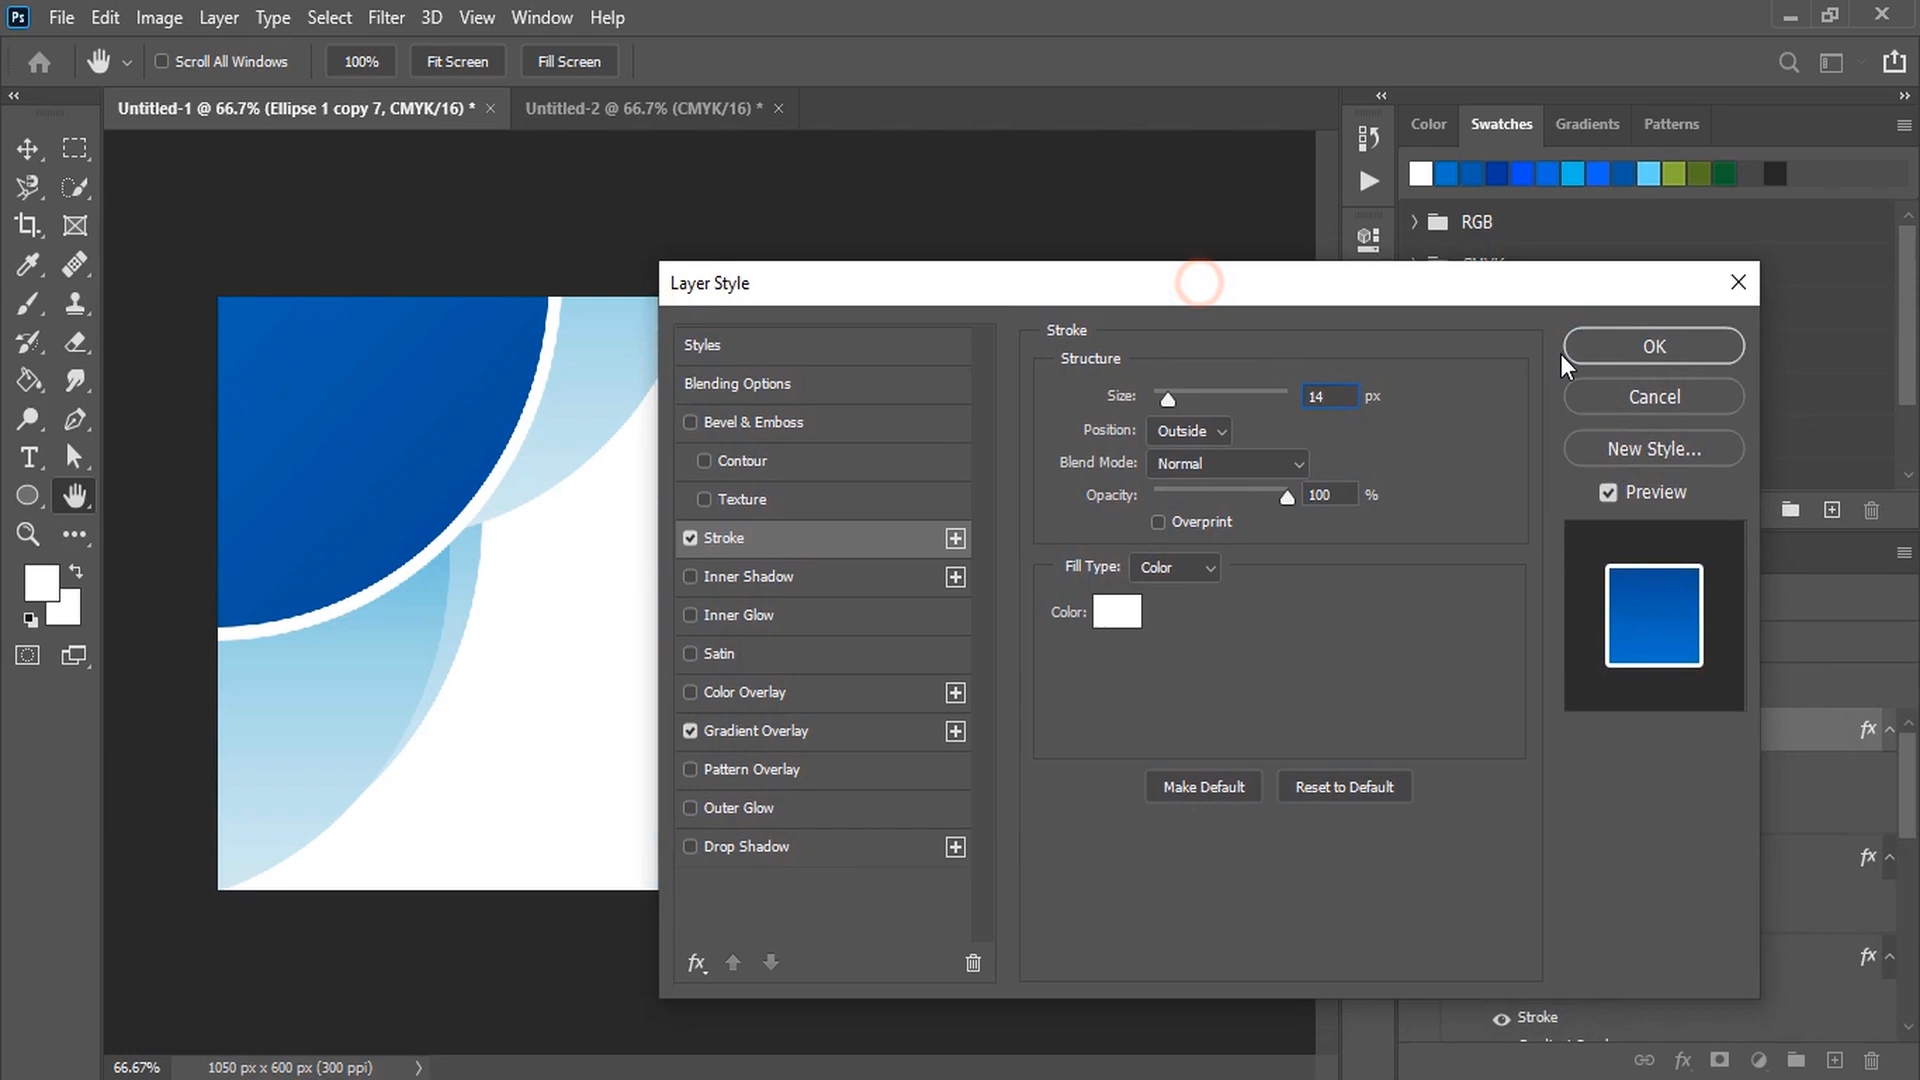 Ps File Edit Image Layer Type Select Filter 3D View Window Help
Scroll All Windows 100% Fit Screen Fill Screen
Untitled-1 @ 66.7% (Ellipse 1 copy 7, CMYK/16) * Untitled-2 @ 66.7% (CMYK/16) *
Color Swatches Gradients Patterns
RGB
Layer Style
Styles
Blending Options
Bevel & Emboss
Contour
Texture
Stroke
Inner Shadow
Inner Glow
Satin
Color Overlay
Gradient Overlay
Pattern Overlay
Outer Glow
Drop Shadow
fx
Stroke
Structure
Size: 14 px
Position: Outside
Blend Mode: Normal
Opacity: 100 %
Overprint
Fill Type: Color
Color:
Make Default Reset to Default
OK
Cancel
New Style...
Preview
fx
fx
fx
Stroke
fx
66.67% 1050 px x 600 px (300 ppi)